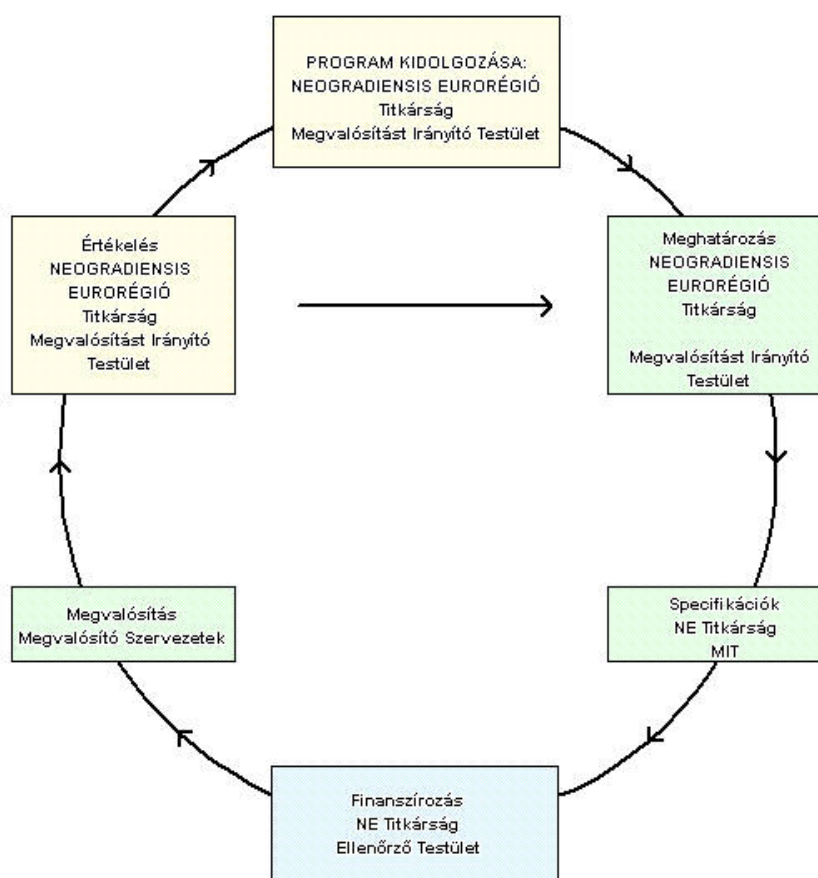 PROGRAM KIDOLGOZÁSA:
NEOGRADIENSIS EURORÉGIÓ
Titkárság
Megvalósítást Irányító Testület
Értékelés
NEOGRADIENSIS
EURORÉGIÓ
Titkárság
Megvalósítást Irányító
Testület
Meghatározás
NEOGRADIENSIS
EURORÉGIÓ
Titkárság
Megvalósítást Irányító
Testület
Megvalósítás
Megvalósító Szervezetek
Specifikációk
NE Titkárság
MIT
Finanszírozás
NE Titkárság
Ellenőrző Testület